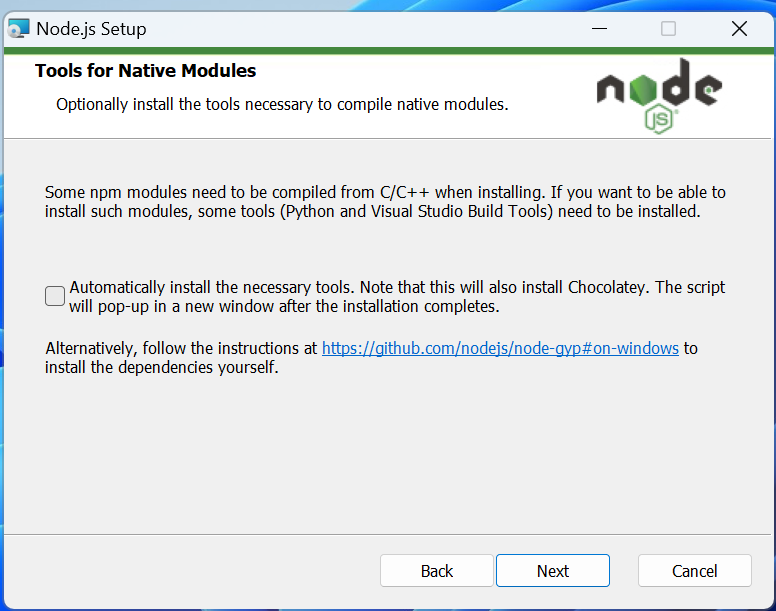 Node.js Setup
Tools for Native Modules
Optionally install the tools necessary to compile native modules.
node
JS
Some npm modules need to be compiled from C/C++ when installing. If you want to be able to
install such modules, some tools (Python and Visual Studio Build Tools) need to be installed.
Automatically install the necessary tools. Note that this will also install Chocolatey. The script
will pop-up in a new window after the installation completes.
Alternatively, follow the instructions at https://github.com/nodejs/node-gyp#on-windows to
install the dependencies yourself.
Back Next Cancel